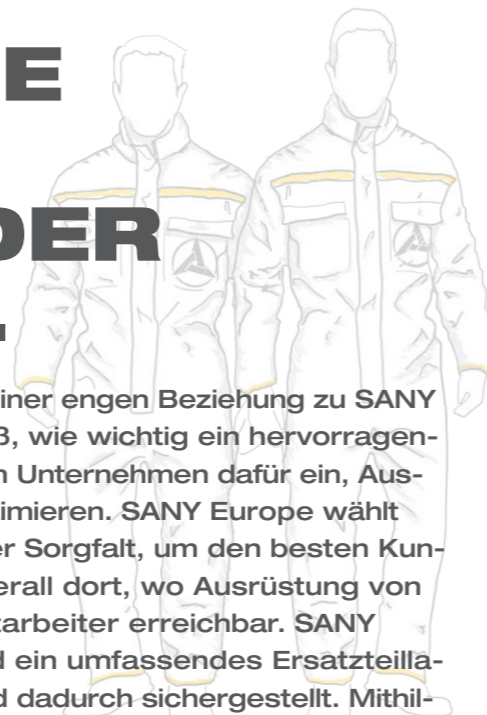 E
DER
.
iner engen Beziehung zu SANY
ß, wie wichtig ein hervorragen-
n Unternehmen dafür ein, Aus-
imieren. SANY Europe wählt
er Sorgfalt, um den besten Kun-
erall dort, wo Ausrüstung von
tarbeiter erreichbar. SANY
d ein umfassendes Ersatzteilla-
d dadurch sichergestellt. Mithil-